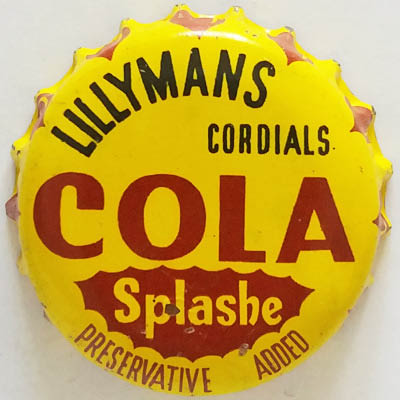 LILLYMANS
CORDIALS
COLA
Splashe
PRESERVATIVE ADDED